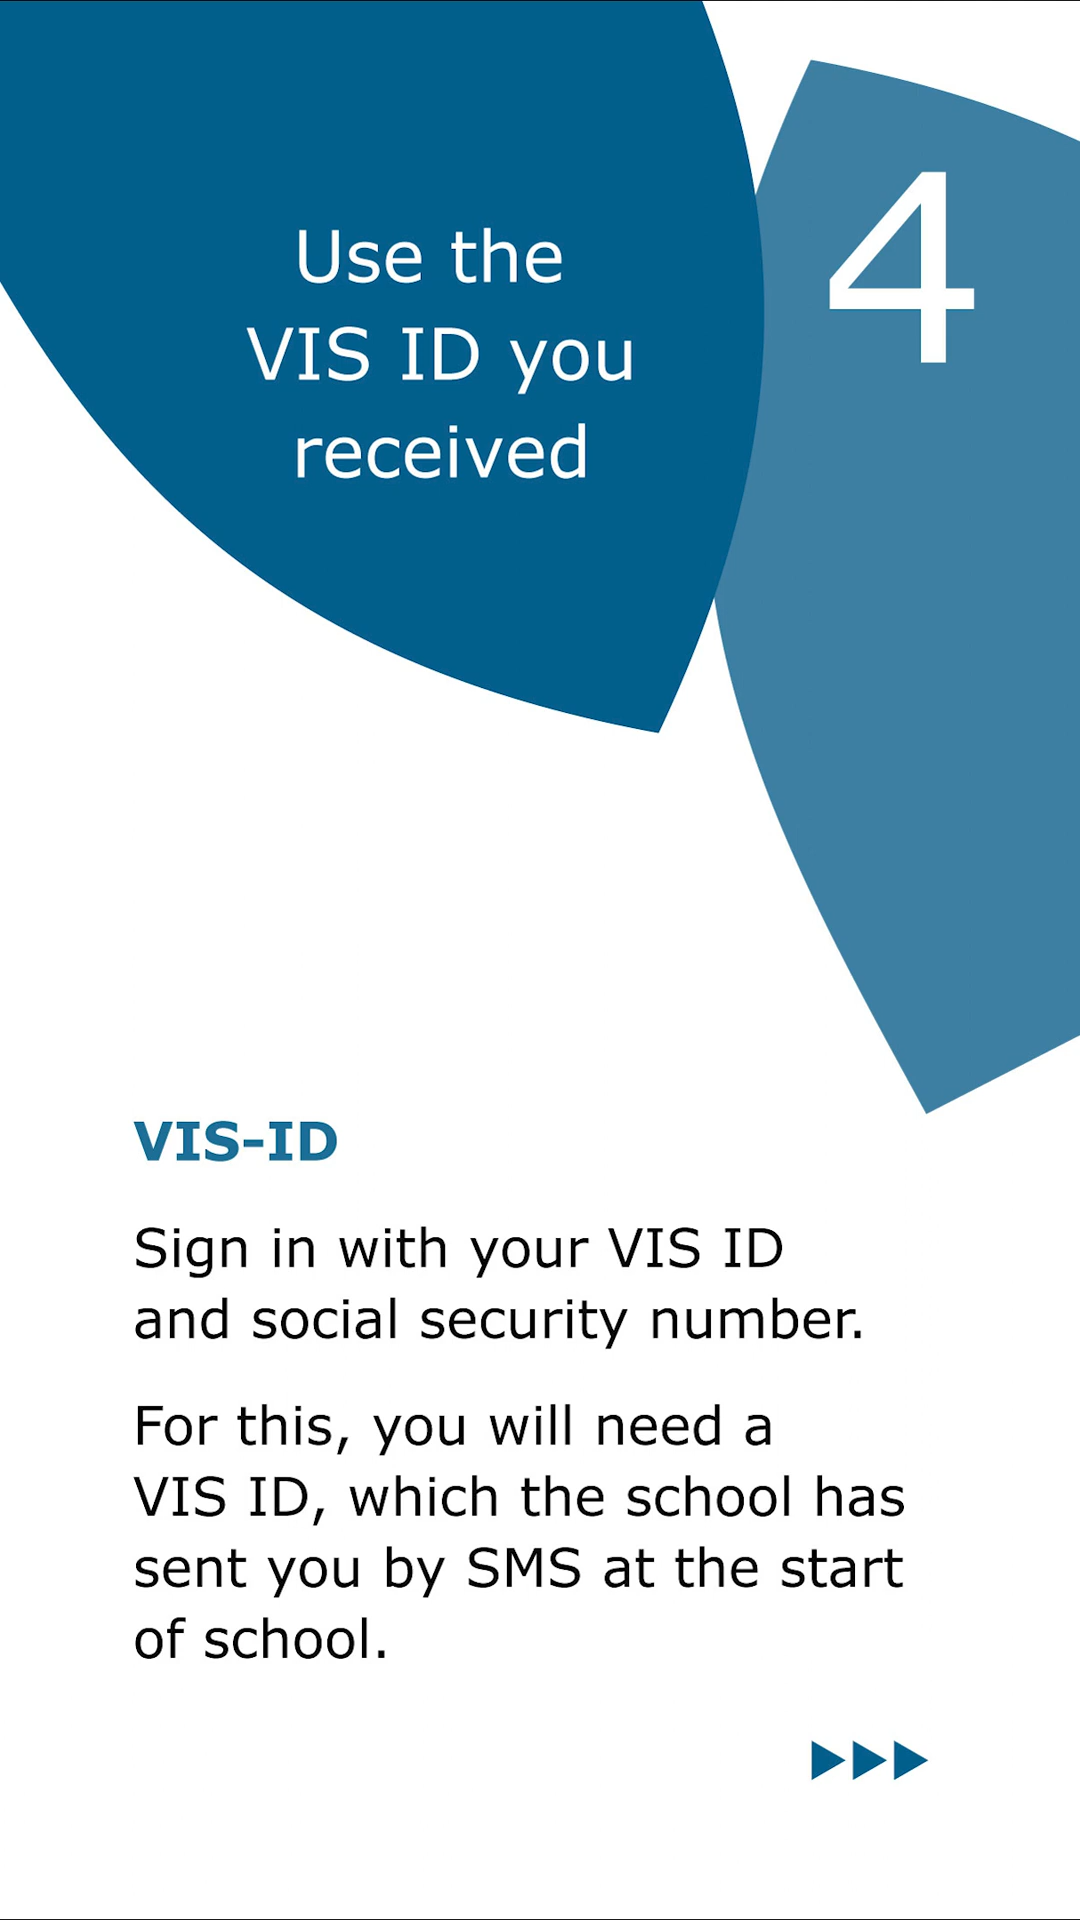 Use the
VIS ID you
received
4
VIS-ID
Sign in with your VIS ID
and social security number.
For this, you will need a
VIS ID, which the school has
sent you by SMS at the start
of school.